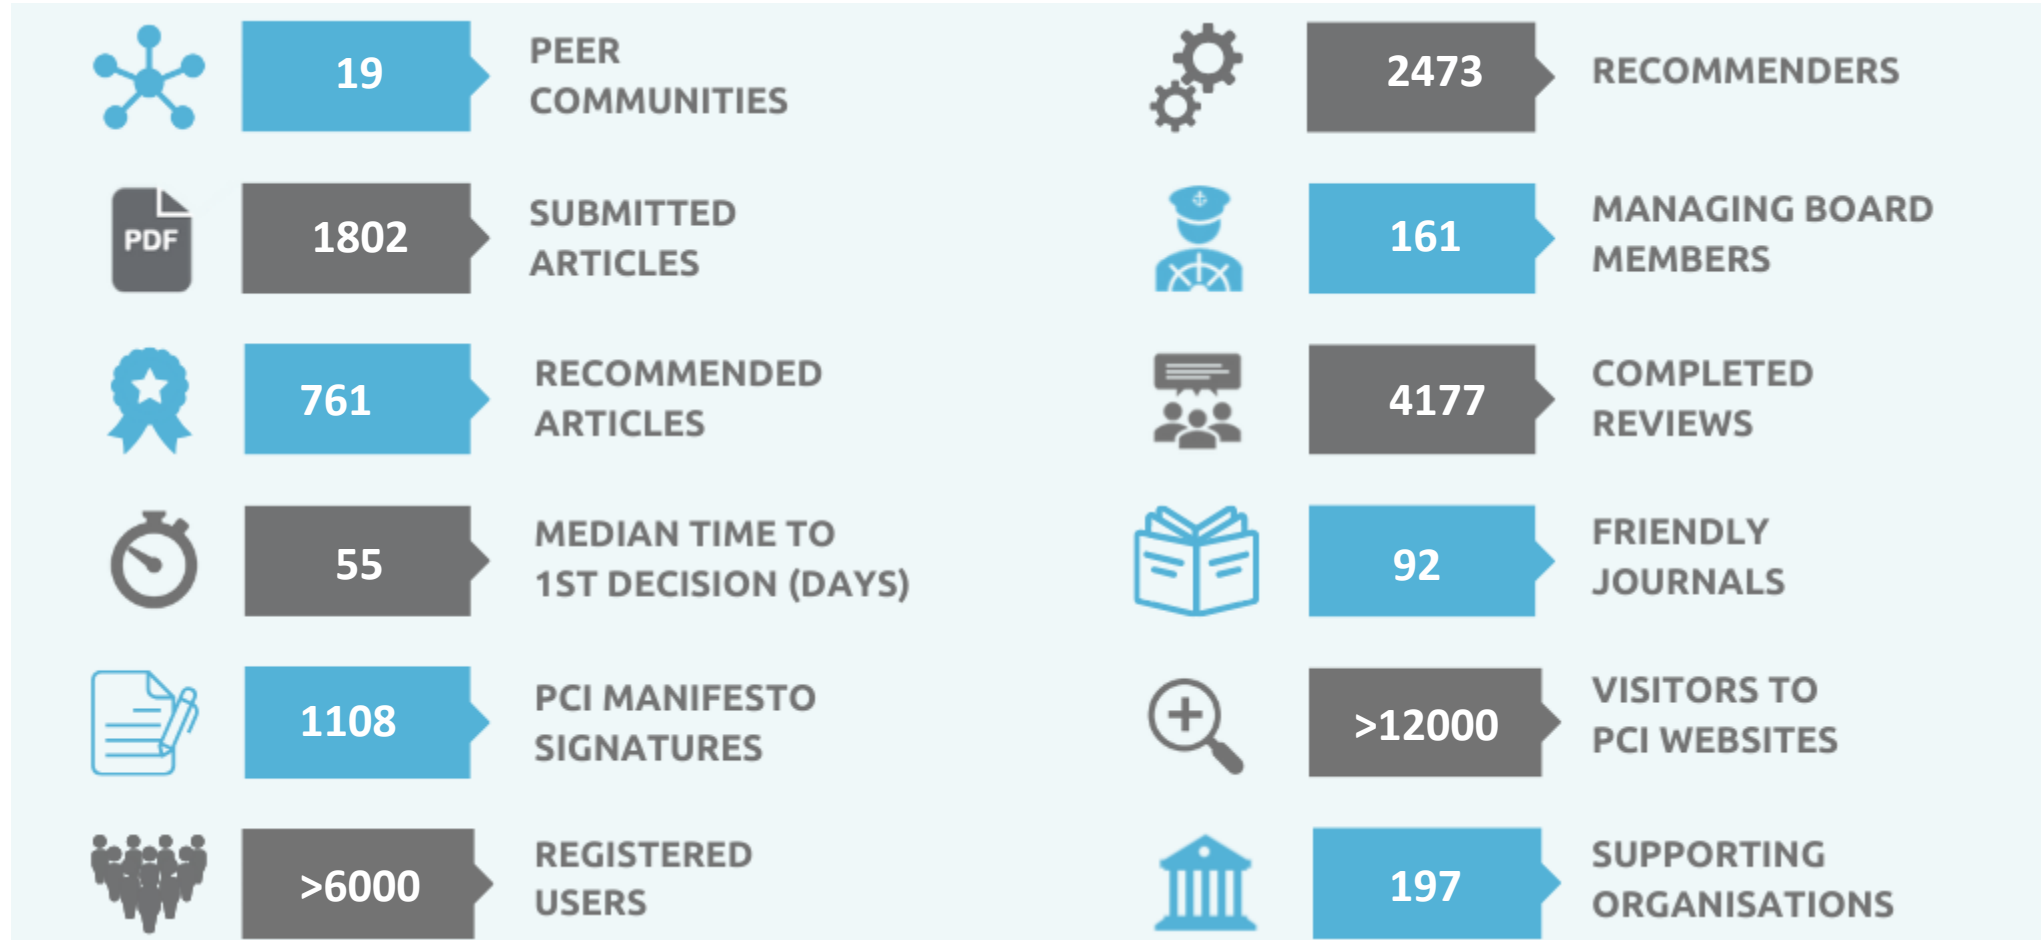 19
PEER
COMMUNITIES
PDF
1802
SUBMITTED
ARTICLES
761
RECOMMENDED
ARTICLES
55
MEDIAN TIME TO
1ST DECISION (DAYS)
1108
PCI MANIFESTO
SIGNATURES
>6000
REGISTERED
USERS
2473
RECOMMENDERS
161
MANAGING BOARD
MEMBERS
4177
COMPLETED
REVIEWS
92
FRIENDLY
JOURNALS
>12000
VISITORS TO
PCI WEBSITES
197
SUPPORTING
ORGANISATIONS